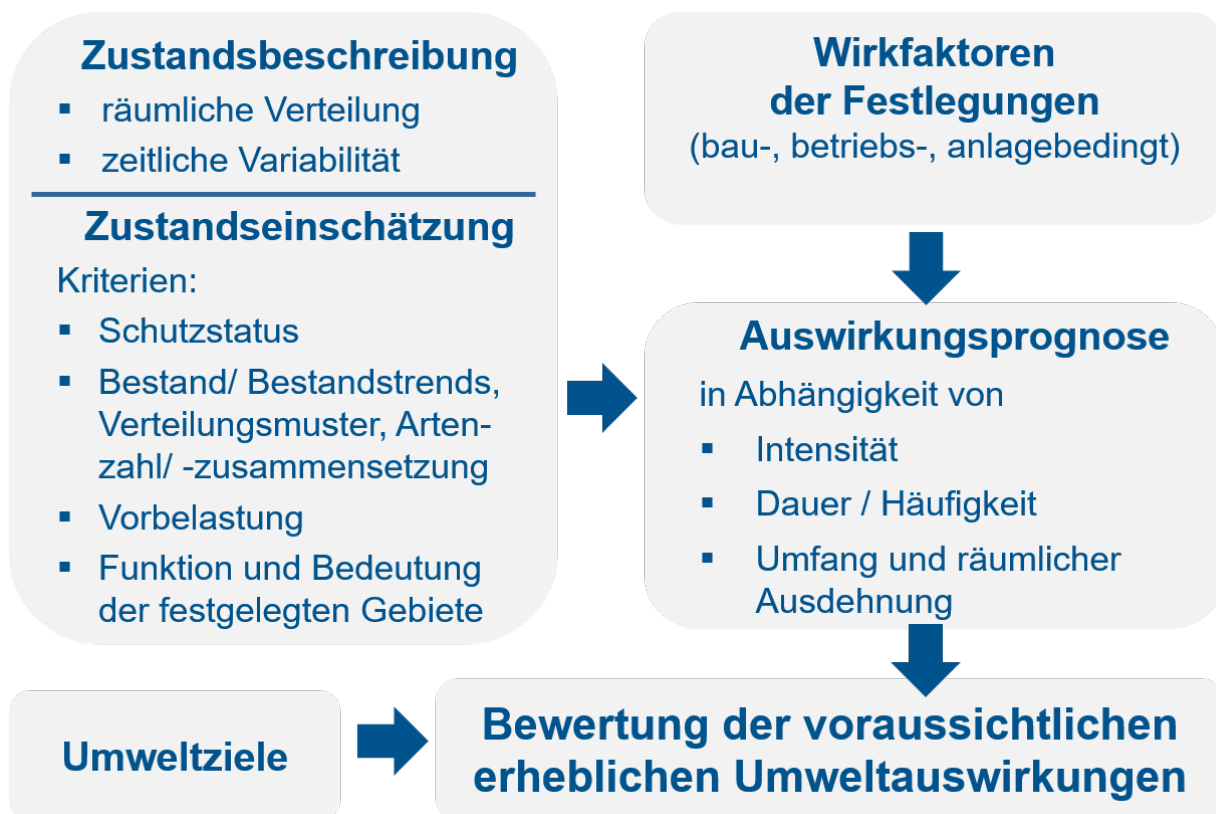 Zustandsbeschreibung
▪ räumliche Verteilung
▪ zeitliche Variabilität
Zustandseinschätzung
Kriterien:
▪ Schutzstatus
▪ Bestand/ Bestandstrends,
Verteilungsmuster, Arten-
zahl/ -zusammensetzung
▪ Vorbelastung
▪ Funktion und Bedeutung
der festgelegten Gebiete
Wirkfaktoren
der Festlegungen
(bau-, betriebs-, anlagebedingt)
Auswirkungsprognose
in Abhängigkeit von
▪ Intensität
▪ Dauer / Häufigkeit
▪ Umfang und räumlicher
Ausdehnung
Umweltziele
Bewertung der voraussichtlichen
erheblichen Umweltauswirkungen